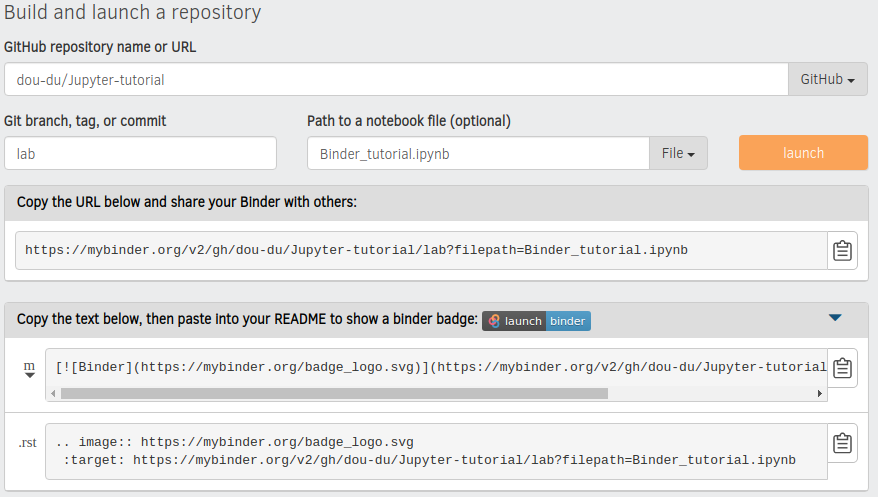 Build and launch a repository
GitHub repository name or URL
dou-du/Jupyter-tutorial
GitHub
Git branch, tag, or commit
Path to a notebook file (optional)
lab
Binder_tutorial.ipynb
File
launch
Copy the URL below and share your Binder with others:
https://mybinder.org/v2/gh/dou-du/Jupyter-tutorial/lab?filepath=Binder_tutorial.ipynb
Copy the text below, then paste into your README to show a binder badge:
launch binder
m
[![Binder](https://mybinder.org/badge_logo.svg)](https://mybinder.org/v2/gh/dou-du/Jupyter-tutorial
.rst
.. image:: https://mybinder.org/badge_logo.svg
:target: https://mybinder.org/v2/gh/dou-du/Jupyter-tutorial/lab?filepath=Binder_tutorial.ipynb